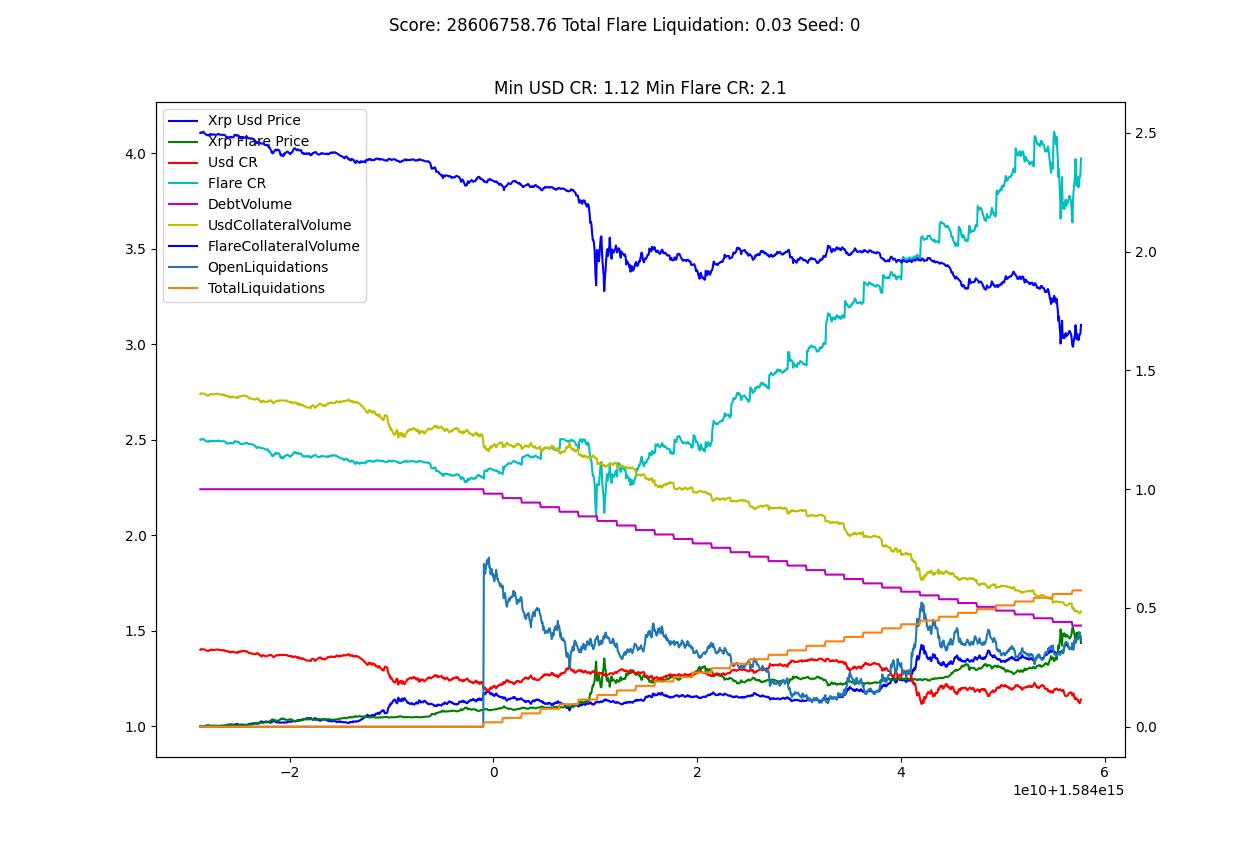 Score: 28606758.76 Total Flare Liquidation: 0.03 Seed: 0
Min USD CR: 1.12 Min Flare CR: 2.1
Xrp Usd Price
Xrp Flare Price
Usd CR
Flare CR
DebtVolume
UsdCollateralVolume
FlareCollateralVolume
OpenLiquidations
TotalLiquidations
4.0
3.5
3.0
2.5
2.0
1.5
1.0
2.5
2.0
1.5
1.0
0.5
0.0
−2
0
2
4
6
1e10+1.584e15